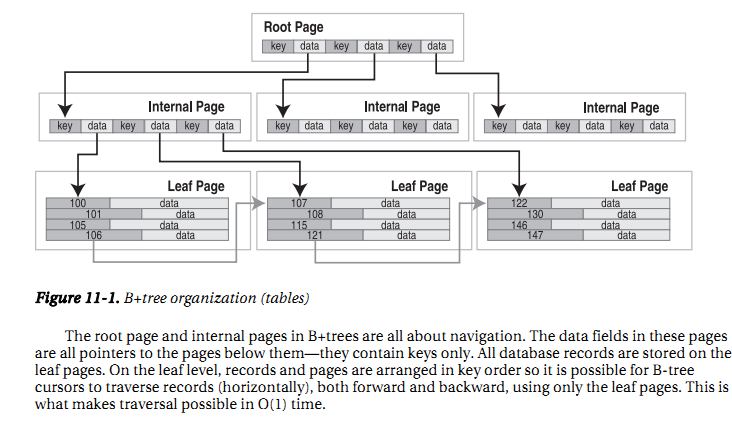 Root Page
key data key data key data
Internal Page
key data key data key data
Internal Page
key data key data key data
Internal Page
key data key data key data
Leaf Page
100 data
101 data
105 data
106 data
Leaf Page
107 data
108 data
115 data
121 data
Leaf Page
122 data
130 data
146 data
147 data
Figure 11-1. B+tree organization (tables)
The root page and internal pages in B+trees are all about navigation. The data fields in these pages
are all pointers to the pages below them—they contain keys only. All database records are stored on the
leaf pages. On the leaf level, records and pages are arranged in key order so it is possible for B-tree
cursors to traverse records (horizontally), both forward and backward, using only the leaf pages. This is
what makes traversal possible in O(1) time.